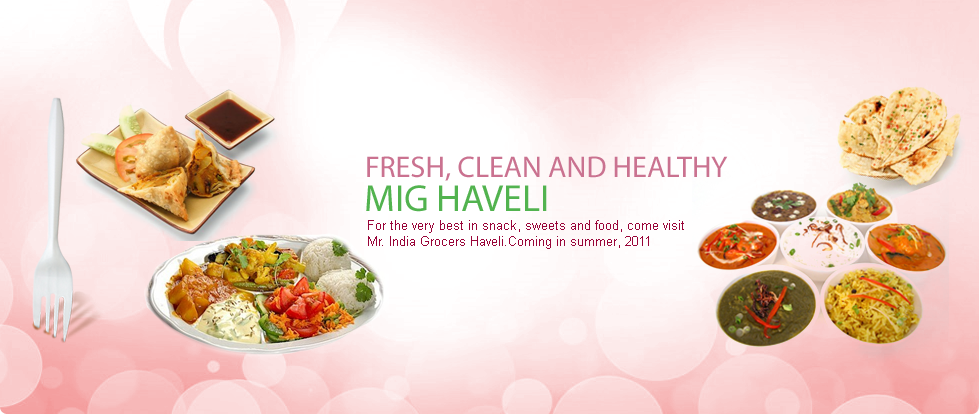 FRESH, CLEAN AND HEALTHY
MIG HAVELI
For the very best in snack, sweets and food, come visit
Mr. India Grocers Haveli.Coming in summer, 2011